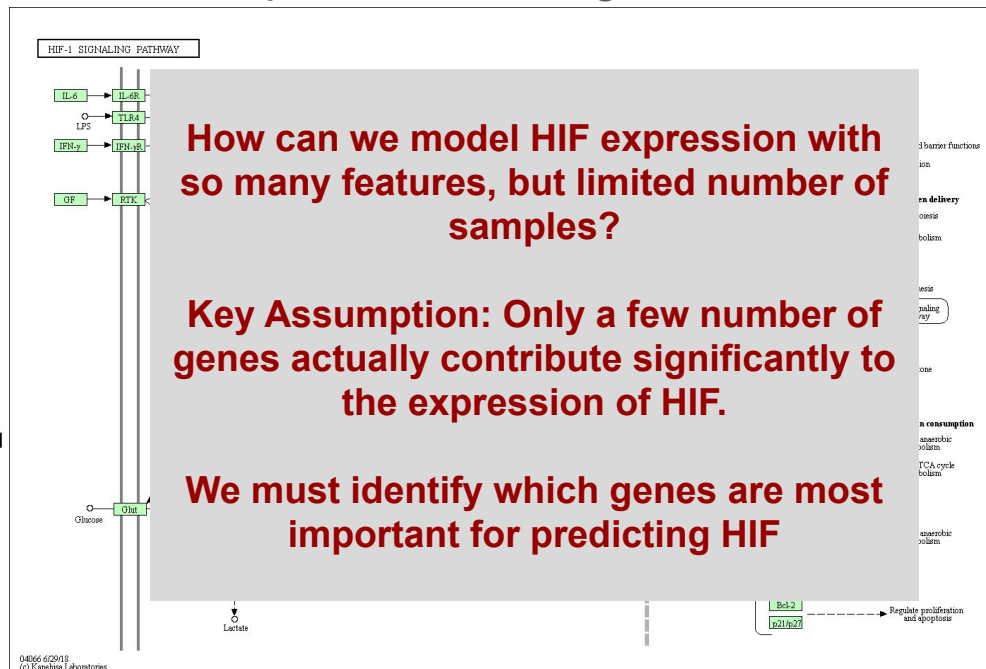 HIF-1 SIGNALING PATHWAY
IL-6
IL-6R
LPS
TLR4
IFN-γ
IFN-γR
GF
RTK
How can we model HIF expression with
so many features, but limited number of
samples?
Key Assumption: Only a few number of
genes actually contribute significantly to
the expression of HIF.
We must identify which genes are most
important for predicting HIF
barrier functions
delivery
consumption
anaerobic
TCA cycle
anaerobic
Glucose
Glut
Lactate
Bcl-2
p21/p27
Regulate proliferation
and apoptosis
04066 6/29/18
(c) Kanehisa Laboratories